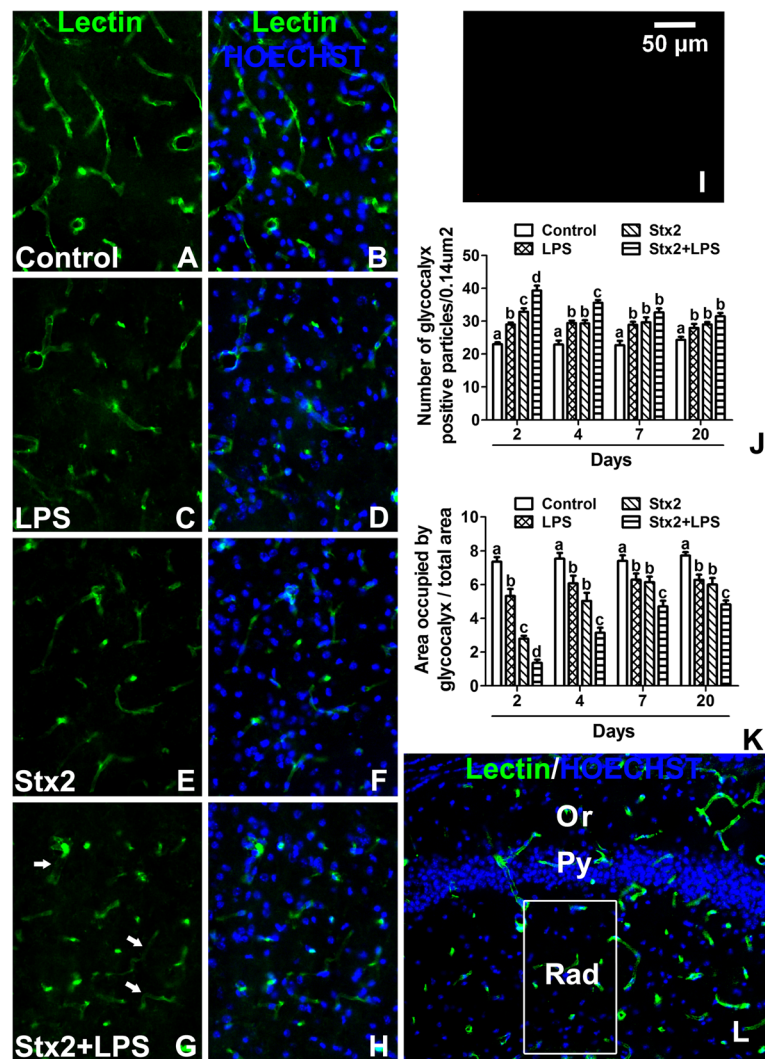 Lectin
Lectin
HOECHST
Control
A
B
LPS
C
D
Stx2
E
F
Stx2+LPS
G
H
50 µm
I
Control
Stx2
LPS
Stx2+LPS
Number of glycocalyx
positive particles/0.14um2
50
40
30
20
10
0
a b c d
a b b c
a b b b
a b b b
2 4 7 20
Days
J
Control
Stx2
LPS
Stx2+LPS
Area occupied by
glycocalyx / total area
10
8
6
4
2
0
a b c d
a b b c
a b b c
a b b c
2 4 7 20
Days
K
Lectin/HOECHST
Or
Py
Rad
L